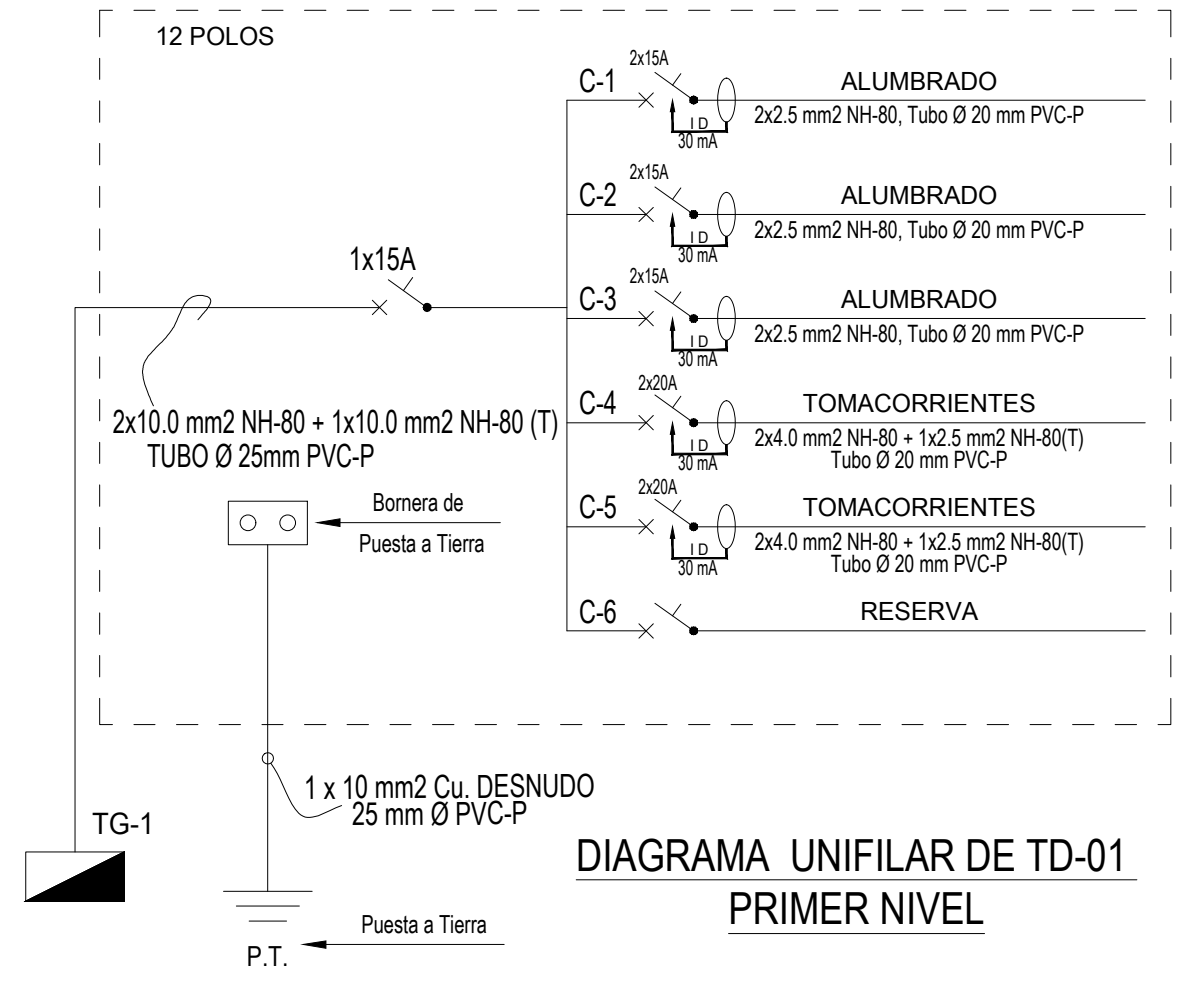 12 POLOS
2x15A
C-1
ALUMBRADO
2x2.5 mm2 NH-80, Tubo Ø 20 mm PVC-P
I D
30 mA
2x15A
C-2
ALUMBRADO
2x2.5 mm2 NH-80, Tubo Ø 20 mm PVC-P
I D
30 mA
1x15A
2x15A
C-3
ALUMBRADO
2x2.5 mm2 NH-80, Tubo Ø 20 mm PVC-P
I D
30 mA
2x20A
C-4
TOMACORRIENTES
2x4.0 mm2 NH-80 + 1x2.5 mm2 NH-80(T)
Tubo Ø 20 mm PVC-P
I D
30 mA
2x10.0 mm2 NH-80 + 1x10.0 mm2 NH-80 (T)
TUBO Ø 25mm PVC-P
2x20A
C-5
TOMACORRIENTES
2x4.0 mm2 NH-80 + 1x2.5 mm2 NH-80(T)
Tubo Ø 20 mm PVC-P
I D
30 mA
Bornera de
Puesta a Tierra
C-6
RESERVA
1 x 10 mm2 Cu. DESNUDO
25 mm Ø PVC-P
TG-1
DIAGRAMA UNIFILAR DE TD-01
PRIMER NIVEL
Puesta a Tierra
P.T.